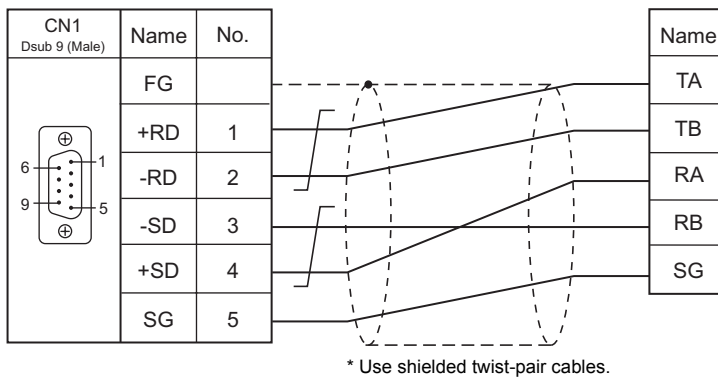 CN1
Dsub 9 (Male)
Name No.
Name
FG
TA
+RD 1
TB
-RD 2
RA
-SD 3
RB
+SD 4
SG
SG 5
6
1
9
5
* Use shielded twist-pair cables.